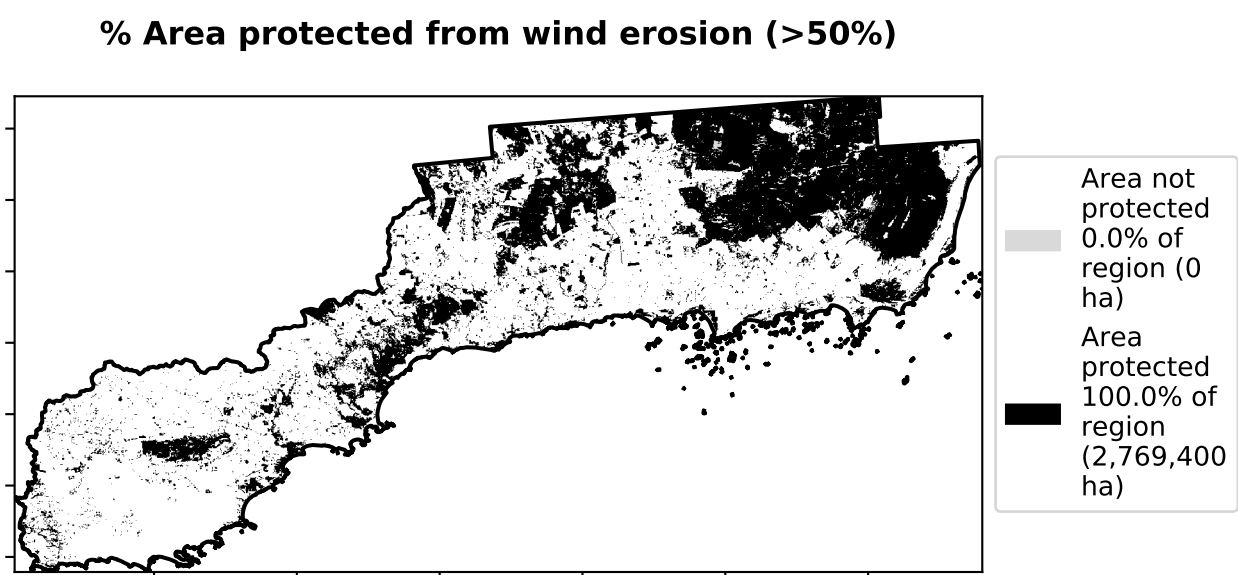 % Area protected from wind erosion (>50%)
Area not
protected
0.0% of
region (0
ha)
Area
protected
100.0% of
region
(2,769,400
ha)